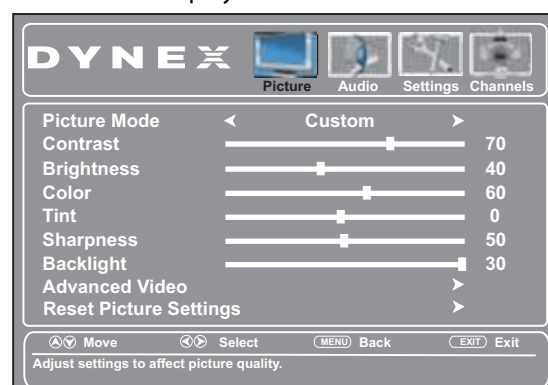 DYNEX
Picture Audio Settings Channels
Picture Mode Custom
Contrast 70
Brightness 40
Color 60
Tint 0
Sharpness 50
Backlight 30
Advanced Video
Reset Picture Settings
Move Select MENU Back EXIT Exit
Adjust settings to affect picture quality.